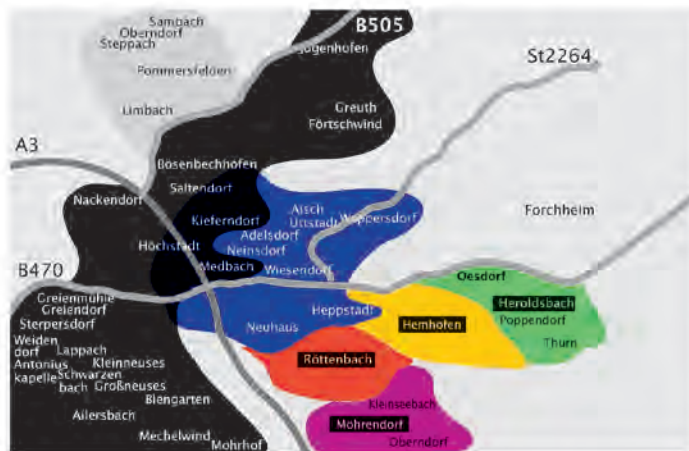 Sambach
Oberndorf
Steppach
B505
Jugenhofen
St2264
Pommersfelden
Limbach
Greuth
Förtschwind
A3
Bösenbechhofen
Saltendorf
Nackendorf
Kieferndorf
Aisch
Uttstadt
Weppersdorf
Forchheim
Adelsdorf
Höchstadt
Neinsdorf
Medbach
Wiesendorf
B470
Oesdorf
Greienmühle
Greiendorf
Sterpersdorf
Heppstädt
Heroldsbach
Poppendorf
Neuhaus
Hemhofen
Thurn
Weiden
dorf
Lappach
Antonius
kapelle
Kleinneuses
Schwarzen
bach
Großneuses
Röttenbach
Biengarten
Kleinseebach
Ailersbach
Mohrendorf
Mechelwind
Mohrhof
Oberndorf